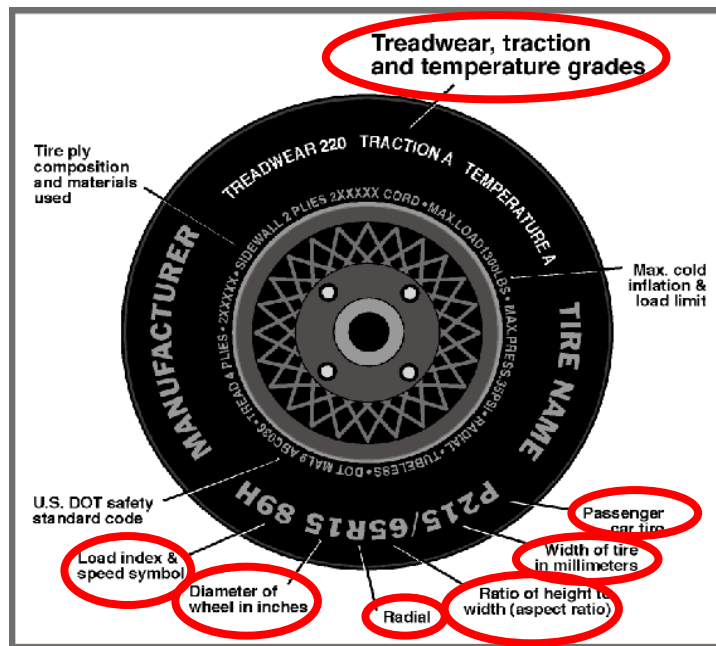 Treadwear, traction
and temperature grades
Tire ply
composition
and materials
used
TREADWEAR 220 TRACTION A TEMPERATURE A
SIDEWALL 2 PLIES 2XXXXX CORD • MAX.LOAD1300LBS • MAX.PRESS.35PSI • RADIAL • TUBELESS • DOT MAL9 ABC036 • TREAD 4 PLIES • 2XXXXX •
MANUFACTURER
TIRE NAME
Max. cold
inflation &
load limit
P215/65R15 89H
U.S. DOT safety
standard code
Passenger
car tire
Load index &
speed symbol
Width of tire
in millimeters
Diameter of
wheel in inches
Radial
Ratio of height to
width (aspect ratio)